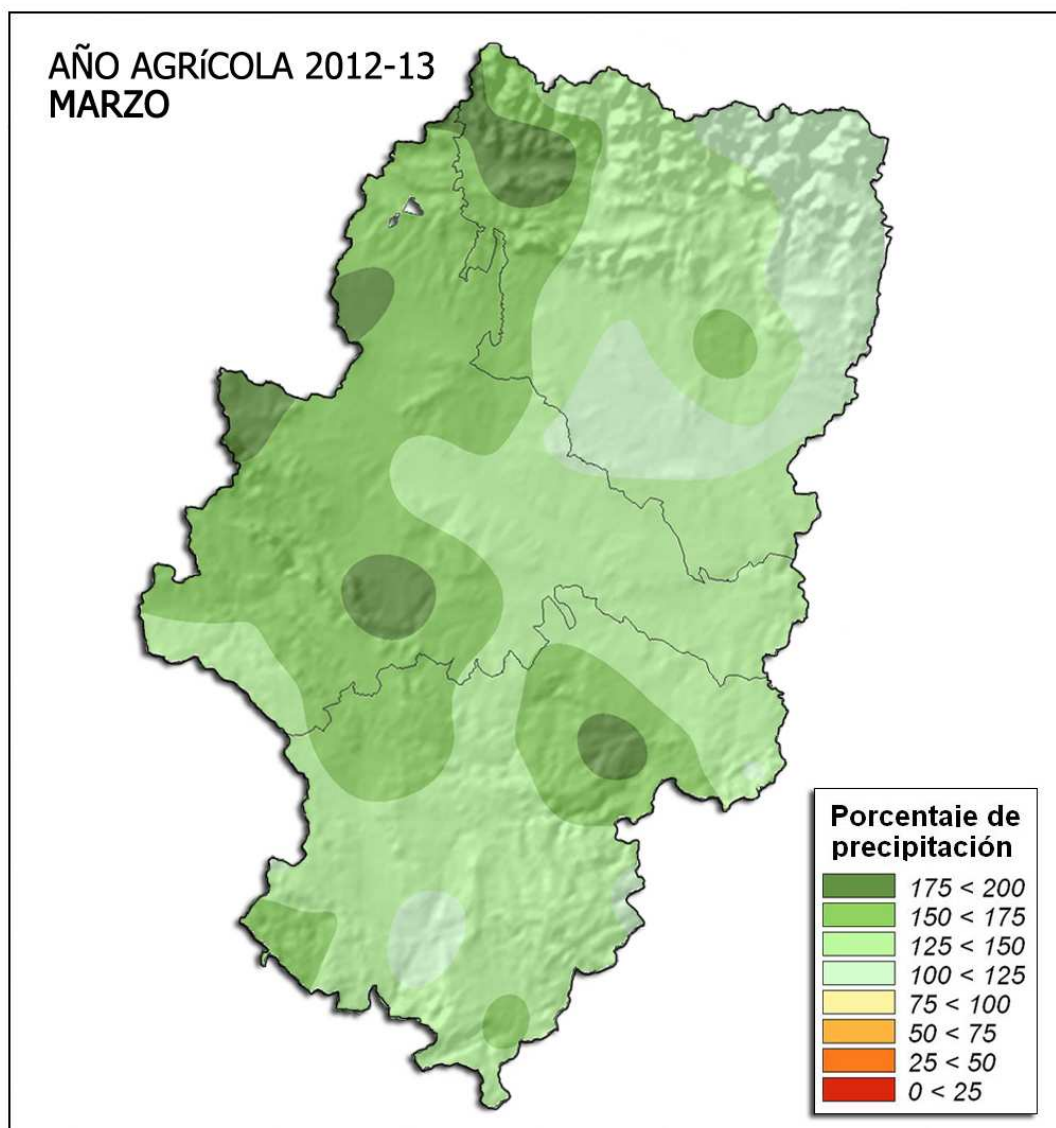 AÑO AGRíCOLA 2012-13
MARZO
Porcentaje de
precipitación
175 < 200
150 < 175
125 < 150
100 < 125
75 < 100
50 < 75
25 < 50
0 < 25